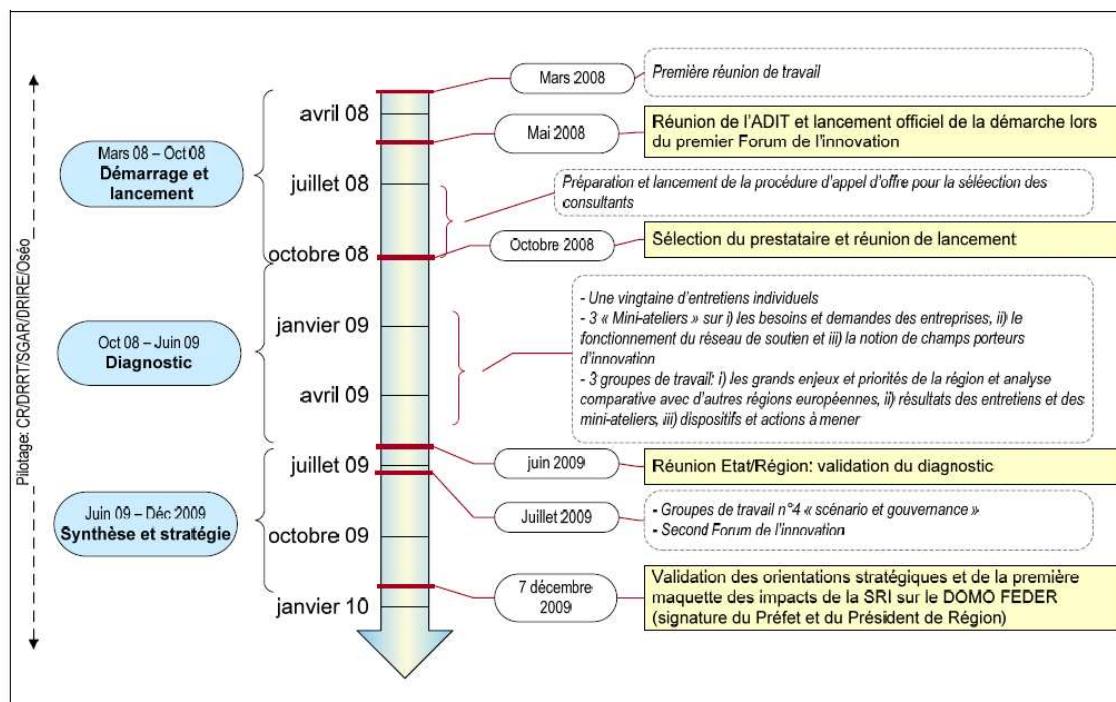 Pilotage: CR/DRRT/SGAR/DRIRE/Oséo
Mars 08 – Oct 08
Démarrage et
lancement
Oct 08 – Juin 09
Diagnostic
Juin 09 – Déc 2009
Synthèse et stratégie
avril 08
juillet 08
octobre 08
janvier 09
avril 09
juillet 09
octobre 09
janvier 10
Mars 2008
Première réunion de travail
Mai 2008
Réunion de l'ADIT et lancement officiel de la démarche lors
du premier Forum de l'innovation
Préparation et lancement de la procédure d'appel d'offre pour la séléection des
consultants
Octobre 2008
Sélection du prestataire et réunion de lancement
- Une vingtaine d'entretiens individuels
- 3 « Mini-ateliers » sur i) les besoins et demandes des entreprises, ii) le
fonctionnement du réseau de soutien et iii) la notion de champs porteurs
d'innovation
- 3 groupes de travail: i) les grands enjeux et priorités de la région et analyse
comparative avec d'autres régions européennes, ii) résultats des entretiens et des
mini-ateliers, iii) dispositifs et actions à mener
juin 2009
Réunion Etat/Région: validation du diagnostic
Juillet 2009
- Groupes de travail n°4 « scénario et gouvernance »
- Second Forum de l'innovation
7 décembre
2009
Validation des orientations stratégiques et de la première
maquette des impacts de la SRI sur le DOMO FEDER
(signature du Préfet et du Président de Région)